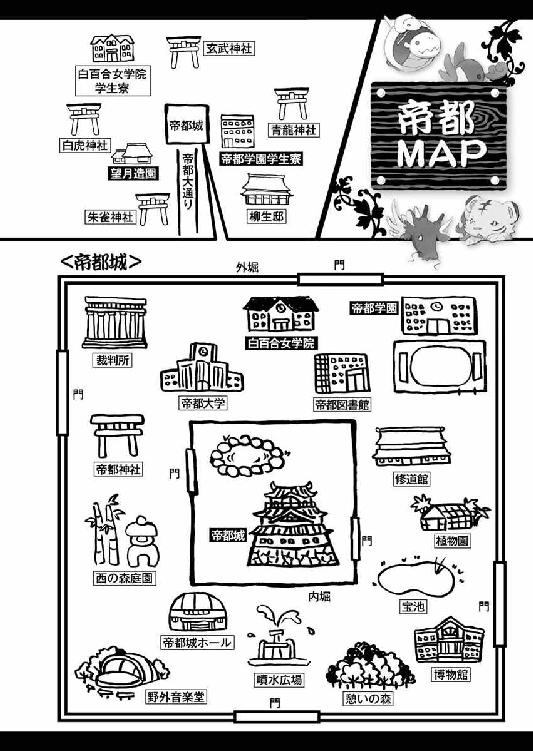 帝都
MAP
玄武神社
白百合女学院
学生寮
白虎神社
帝都城
青龍神社
帝都学園学生寮
望月造園
帝都大通り
朱雀神社
柳生邸
<帝都城>
外堀
門
裁判所
白百合女学院
帝都学園
帝都大学
帝都図書館
門
帝都神社
門
修道館
帝都城
門
植物園
西の森庭園
内堀
宝池
門
帝都城ホール
噴水広場
博物館
野外音楽堂
憩いの森
門